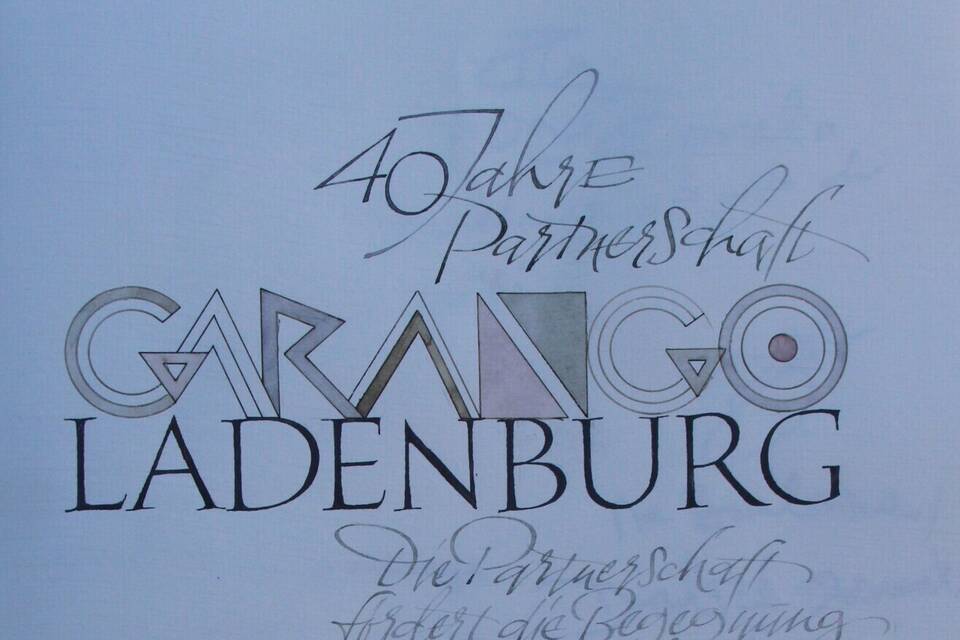 40 Jahre
Partnerschaft
GARANGO
LADENBURG
Die Partnerschaft
fördert die Begegnung